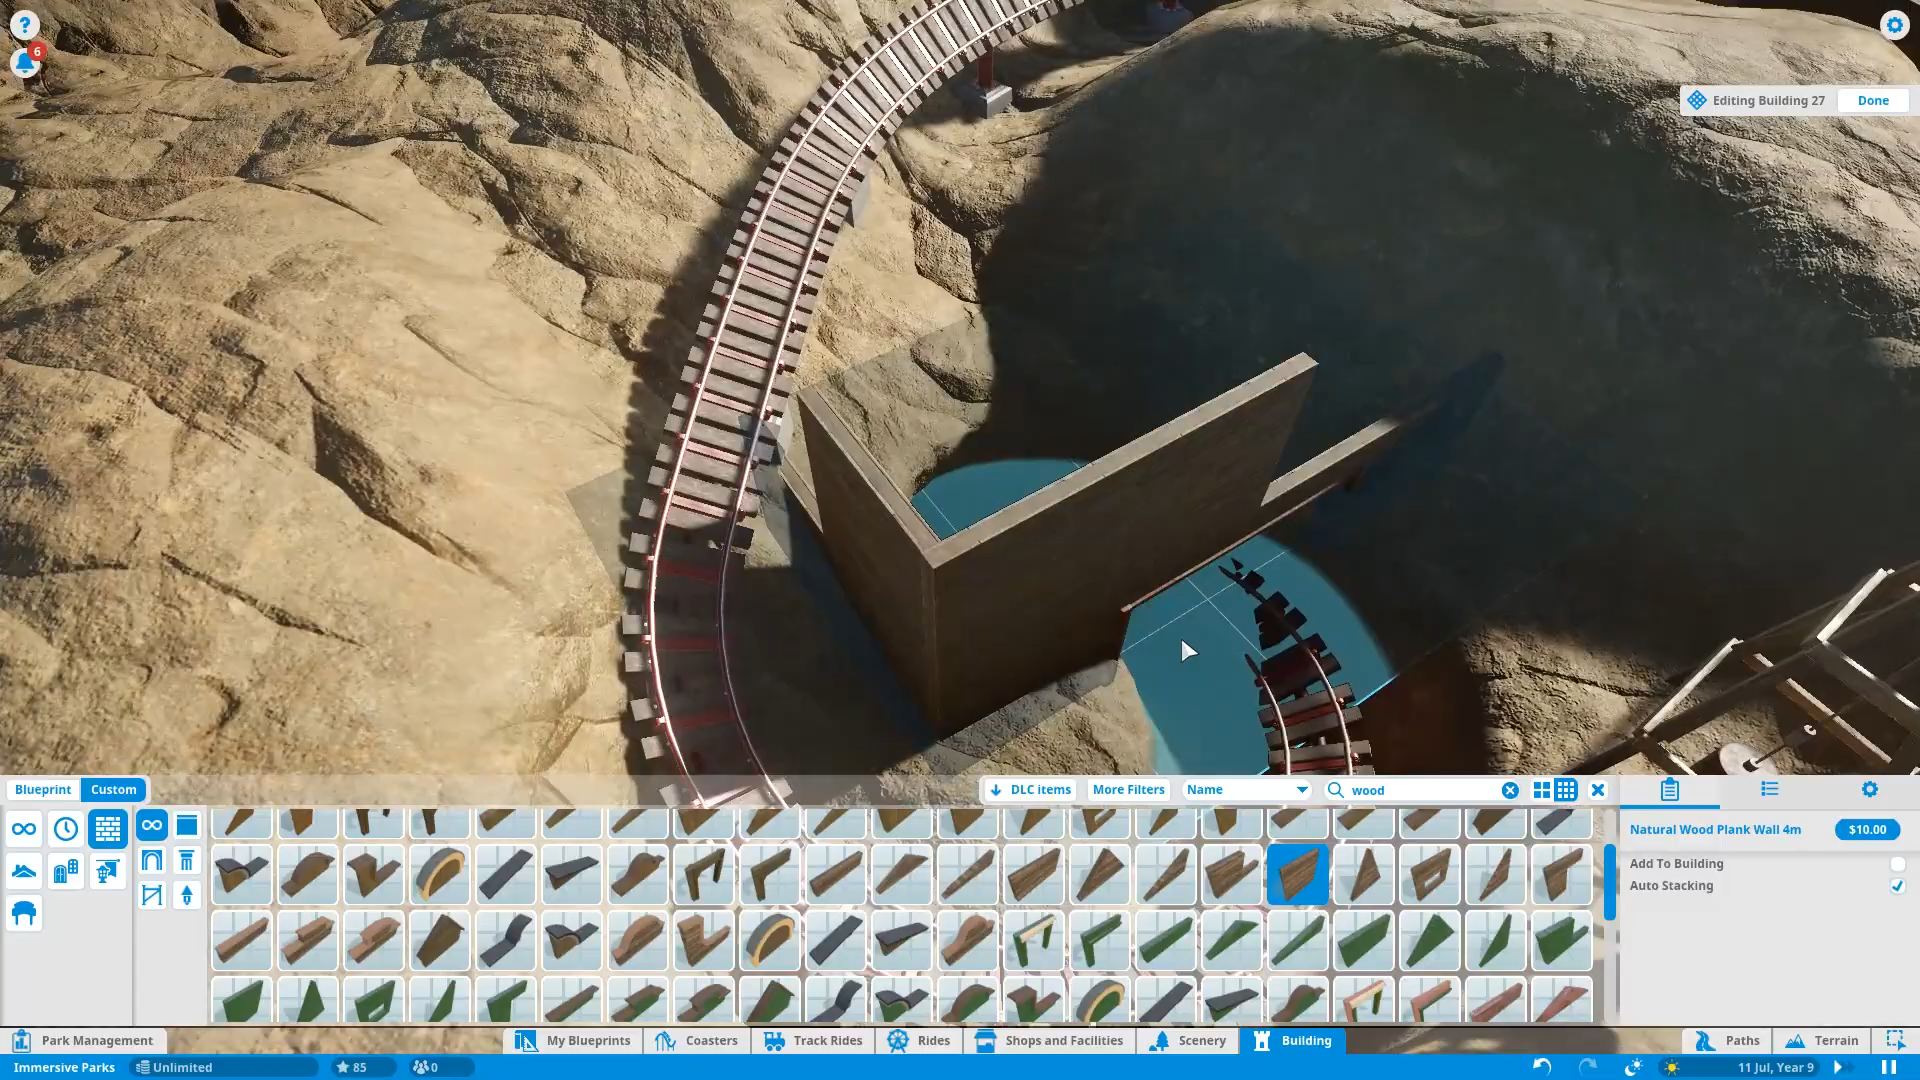 ?
6
Editing Building 27
Done
Blueprint
Custom
DLC items
More Filters
Name
wood
Natural Wood Plank Wall 4m
$10.00
Add To Building
Auto Stacking
Park Management
My Blueprints
Coasters
Track Rides
Rides
Shops and Facilities
Scenery
Building
Paths
Terrain
Immersive Parks
Unlimited
85
0
11 Jul, Year 9